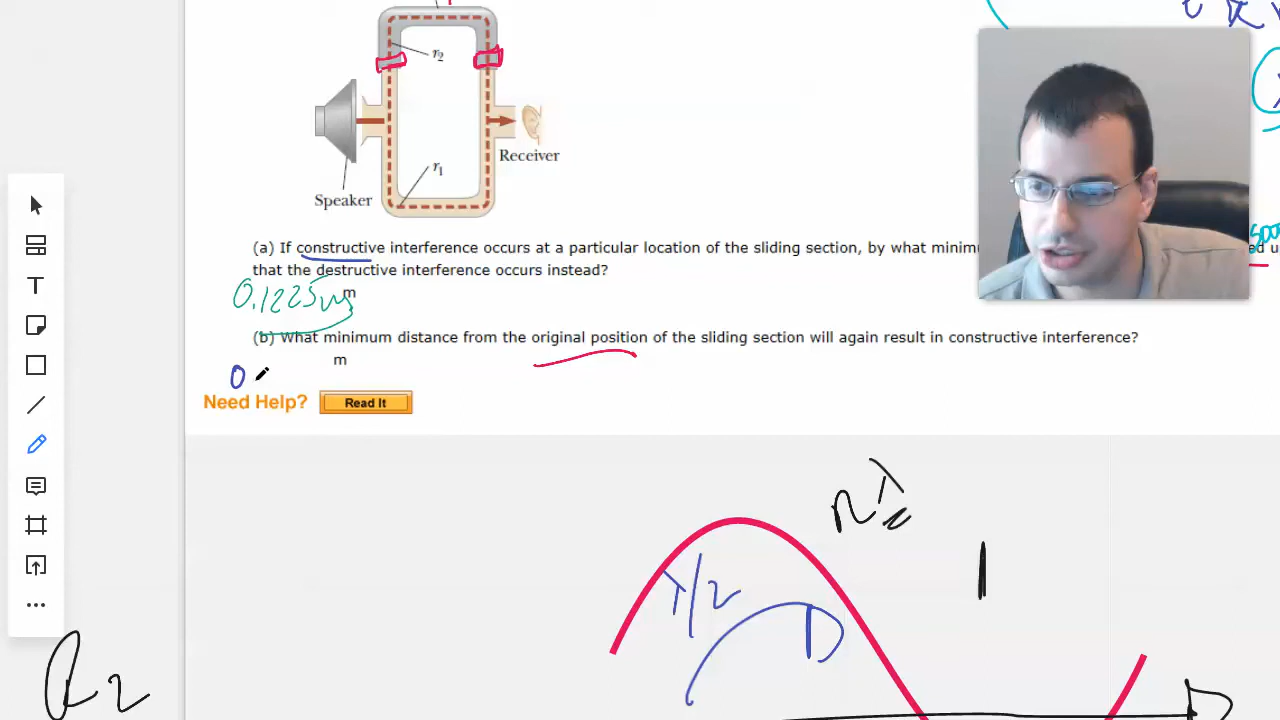 r2
Receiver
r1
Speaker
(a) If constructive interference occurs at a particular location of the sliding section, by what minim
that the destructive interference occurs instead?
0.1225m
m
(b) What minimum distance from the original position of the sliding section will again result in constructive interference?
m
0.
Need Help? Read It
n λ/2
λ/2